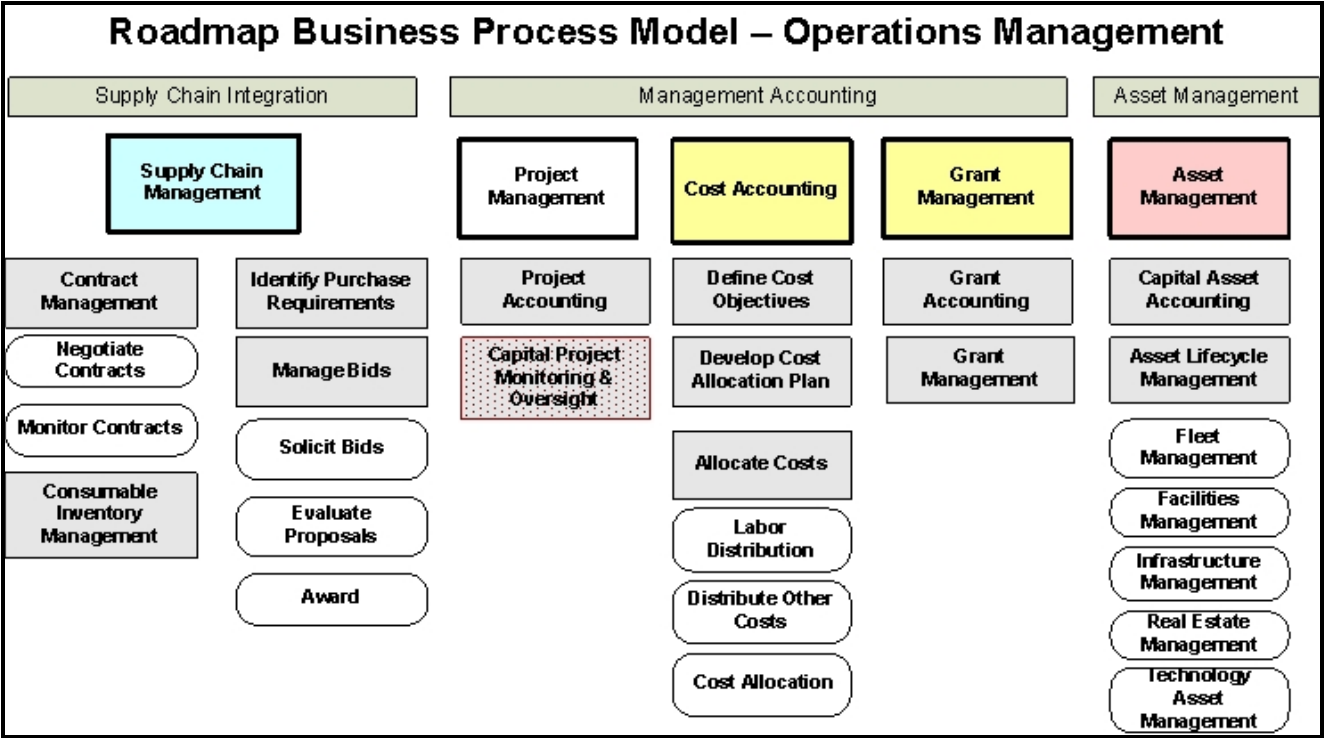 Roadmap Business Process Model – Operations Management
Supply Chain Integration
Management Accounting
Asset Management
Supply Chain
Management
Project
Management
Cost Accounting
Grant
Management
Asset
Management
Contract
Management
Negotiate
Contracts
Monitor Contracts
Consumable
Inventory
Management
Identify Purchase
Requirements
Manage Bids
Solicit Bids
Evaluate
Proposals
Award
Project
Accounting
Capital Project
Monitoring &
Oversight
Define Cost
Objectives
Develop Cost
Allocation Plan
Allocate Costs
Labor
Distribution
Distribute Other
Costs
Cost Allocation
Grant
Accounting
Grant
Management
Capital Asset
Accounting
Asset Lifecycle
Management
Fleet
Management
Facilities
Management
Infrastructure
Management
Real Estate
Management
Technology
Asset
Management